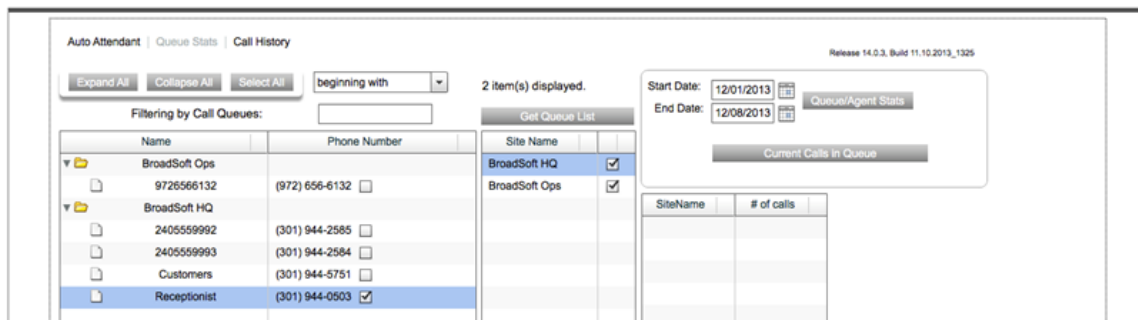 Auto Attendant | Queue Stats | Call History
Release 14.0.3, Build 11.10.2013_1325
Expand All Collapse All Select All beginning with 2 item(s) displayed.
Start Date: 12/01/2013
Queue/Agent Stats
End Date: 12/08/2013
Filtering by Call Queues: Get Queue List
Current Calls in Queue
Name Phone Number Site Name
BroadSoft Ops BroadSoft HQ
9726566132 (972) 656-6132 BroadSoft Ops
BroadSoft HQ SiteName # of calls
2405559992 (301) 944-2585
2405559993 (301) 944-2584
Customers (301) 944-5751
Receptionist (301) 944-0503